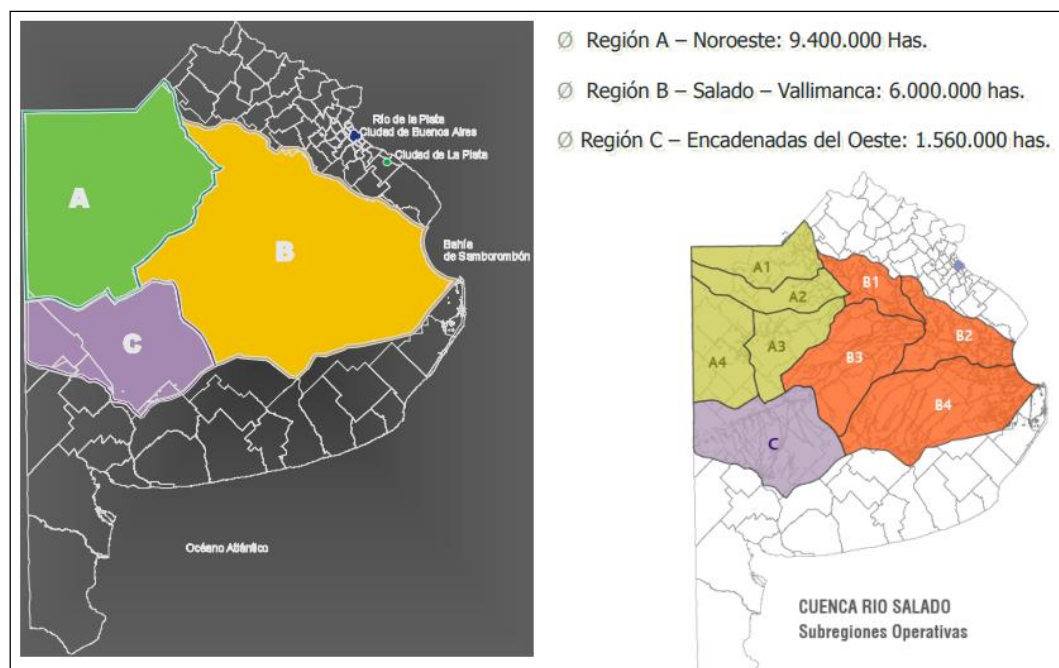 Río de la Plata
Ciudad de Buenos Aires
Ciudad de La Plata
A
B
Bahía
de Samborombón
C
Océano Atlántico
Ø Región A – Noroeste: 9.400.000 Has.
Ø Región B – Salado – Vallimanca: 6.000.000 has.
Ø Región C – Encadenadas del Oeste: 1.560.000 has.
A1
B1
A2
B2
A3
B3
A4
B4
C
CUENCA RIO SALADO
Subregiones Operativas